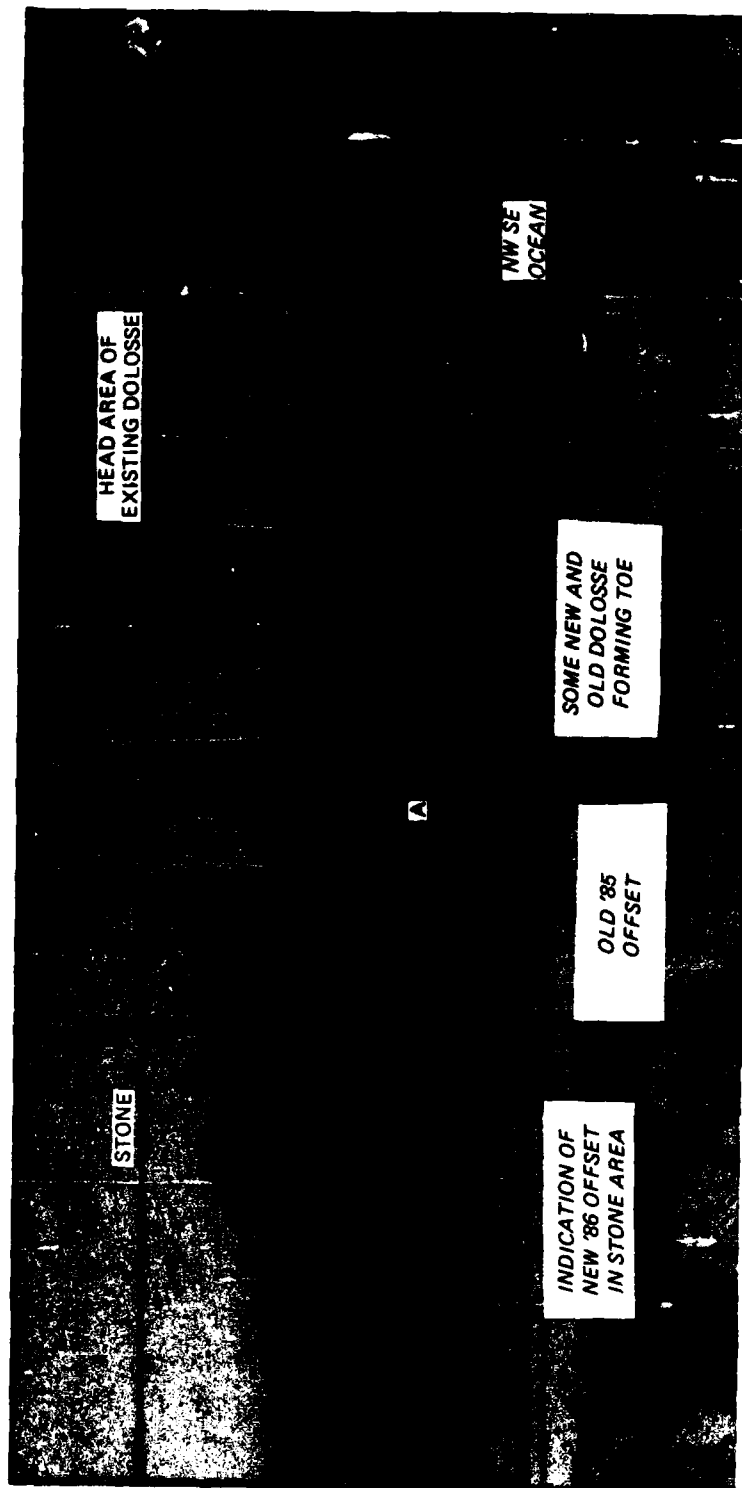 STONE
HEAD AREA OF
EXISTING DOLOSSE
A
NW SE
OCEAN
INDICATION OF
NEW '86 OFFSET
IN STONE AREA
OLD '85
OFFSET
SOME NEW AND
OLD DOLOSSE
FORMING TOE